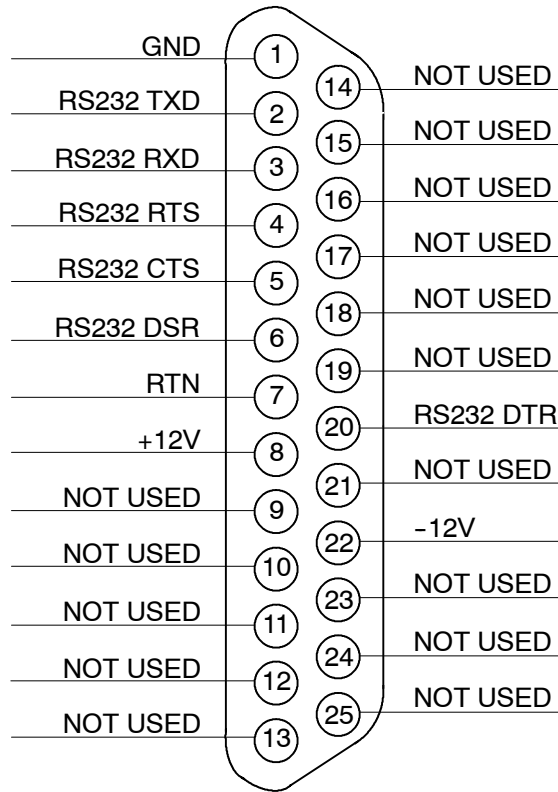 GND 1
RS232 TXD 2
RS232 RXD 3
RS232 RTS 4
RS232 CTS 5
RS232 DSR 6
RTN 7
+12V 8
NOT USED 9
NOT USED 10
NOT USED 11
NOT USED 12
NOT USED 13
14 NOT USED
15 NOT USED
16 NOT USED
17 NOT USED
18 NOT USED
19 NOT USED
20 RS232 DTR
21 NOT USED
22 -12V
23 NOT USED
24 NOT USED
25 NOT USED